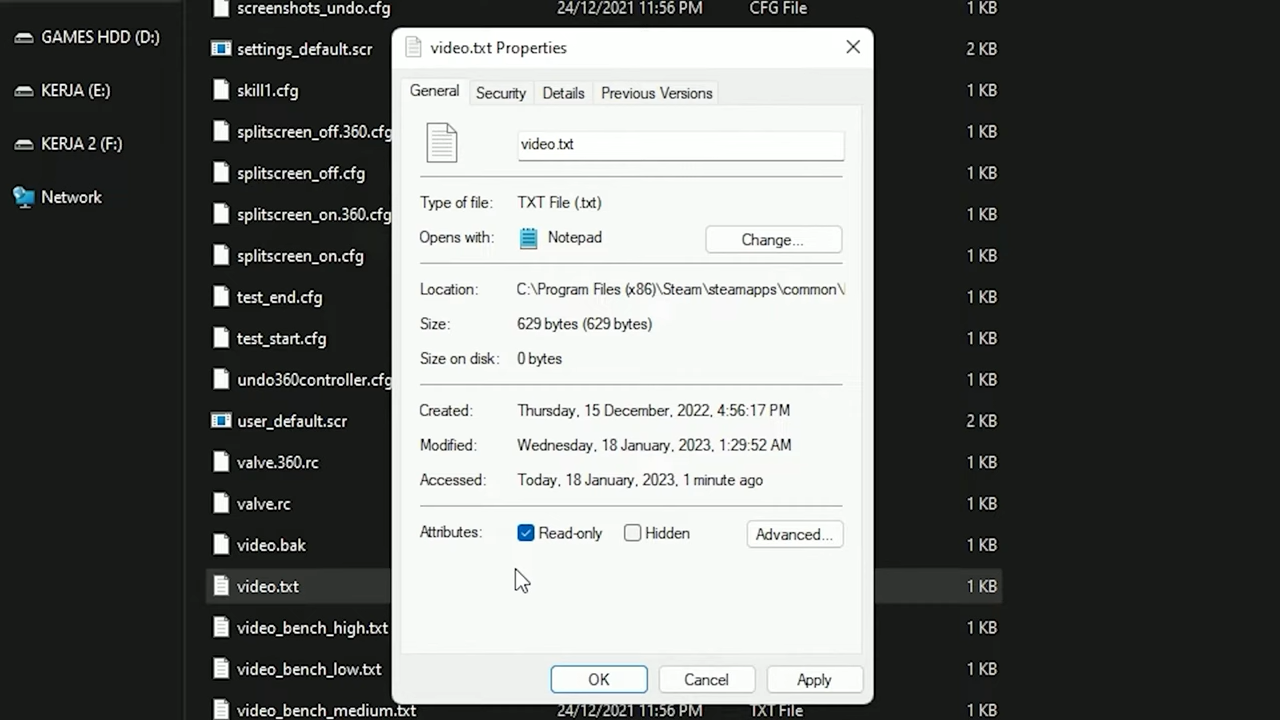 screenshots_undo.cfg 24/12/2021 11:56 PM CFG File 1 KB
GAMES HDD (D:)
KERJA (E:)
KERJA 2 (F:)
Network
settings_default.scr 2 KB
skill1.cfg 1 KB
splitscreen_off.360.cfg 1 KB
splitscreen_off.cfg 1 KB
splitscreen_on.360.cfg 1 KB
splitscreen_on.cfg 1 KB
test_end.cfg 1 KB
test_start.cfg 1 KB
undo360controller.cfg 1 KB
user_default.scr 2 KB
valve.360.rc 1 KB
valve.rc 1 KB
video.bak 1 KB
video.txt 1 KB
video_bench_high.txt 1 KB
video_bench_low.txt 1 KB
video_bench_medium.txt 24/12/2021 11:56 PM TXT File 1 KB
video.txt Properties
General Security Details Previous Versions
video.txt
Type of file: TXT File (.txt)
Opens with: Notepad Change...
Location: C:\Program Files (x86)\Steam\steamapps\common\
Size: 629 bytes (629 bytes)
Size on disk: 0 bytes
Created: Thursday, 15 December, 2022, 4:56:17 PM
Modified: Wednesday, 18 January, 2023, 1:29:52 AM
Accessed: Today, 18 January, 2023, 1 minute ago
Attributes: Read-only Hidden Advanced...
OK Cancel Apply